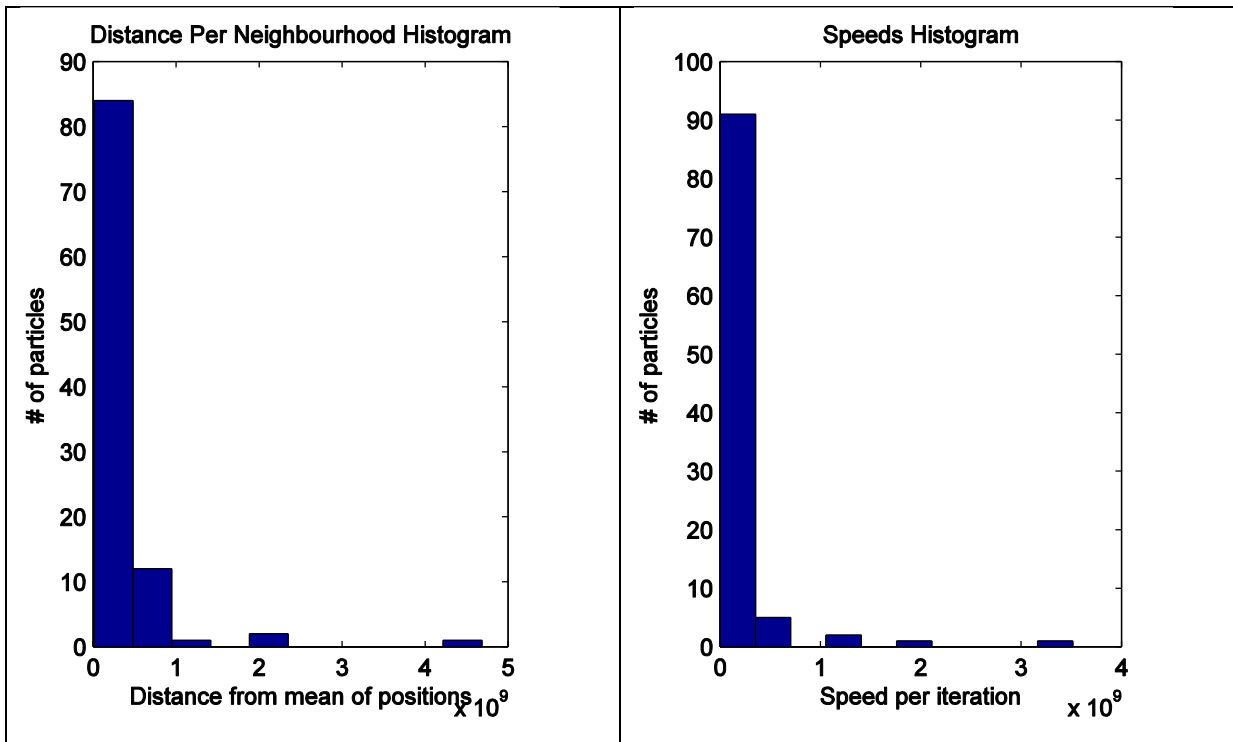 Distance Per Neighbourhood Histogram
90
80
70
60
50
40
30
20
10
0
# of particles
0 1 2 3 4 5
Distance from mean of positions
x 10^9
Speeds Histogram
100
90
80
70
60
50
40
30
20
10
0
# of particles
0 1 2 3 4
Speed per iteration
x 10^9